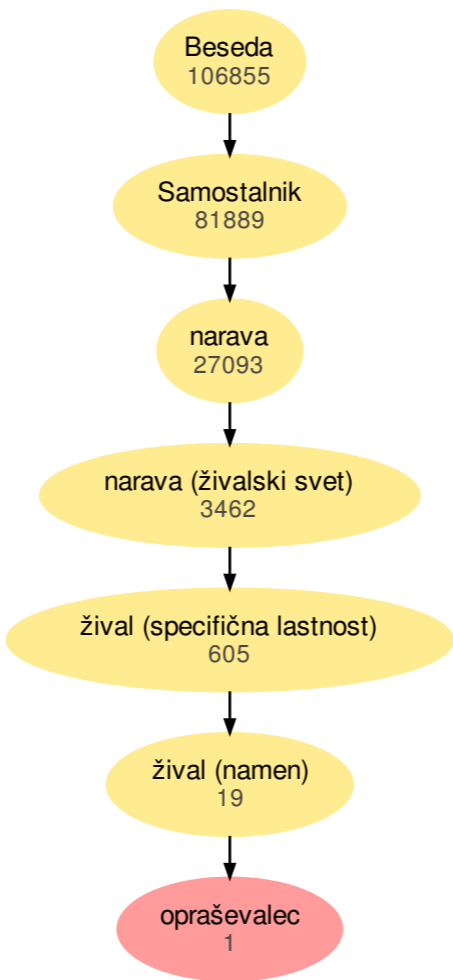 Beseda
106855
Samostalnik
81889
narava
27093
narava (živalski svet)
3462
žival (specifična lastnost)
605
žival (namen)
19
opraševalec
1